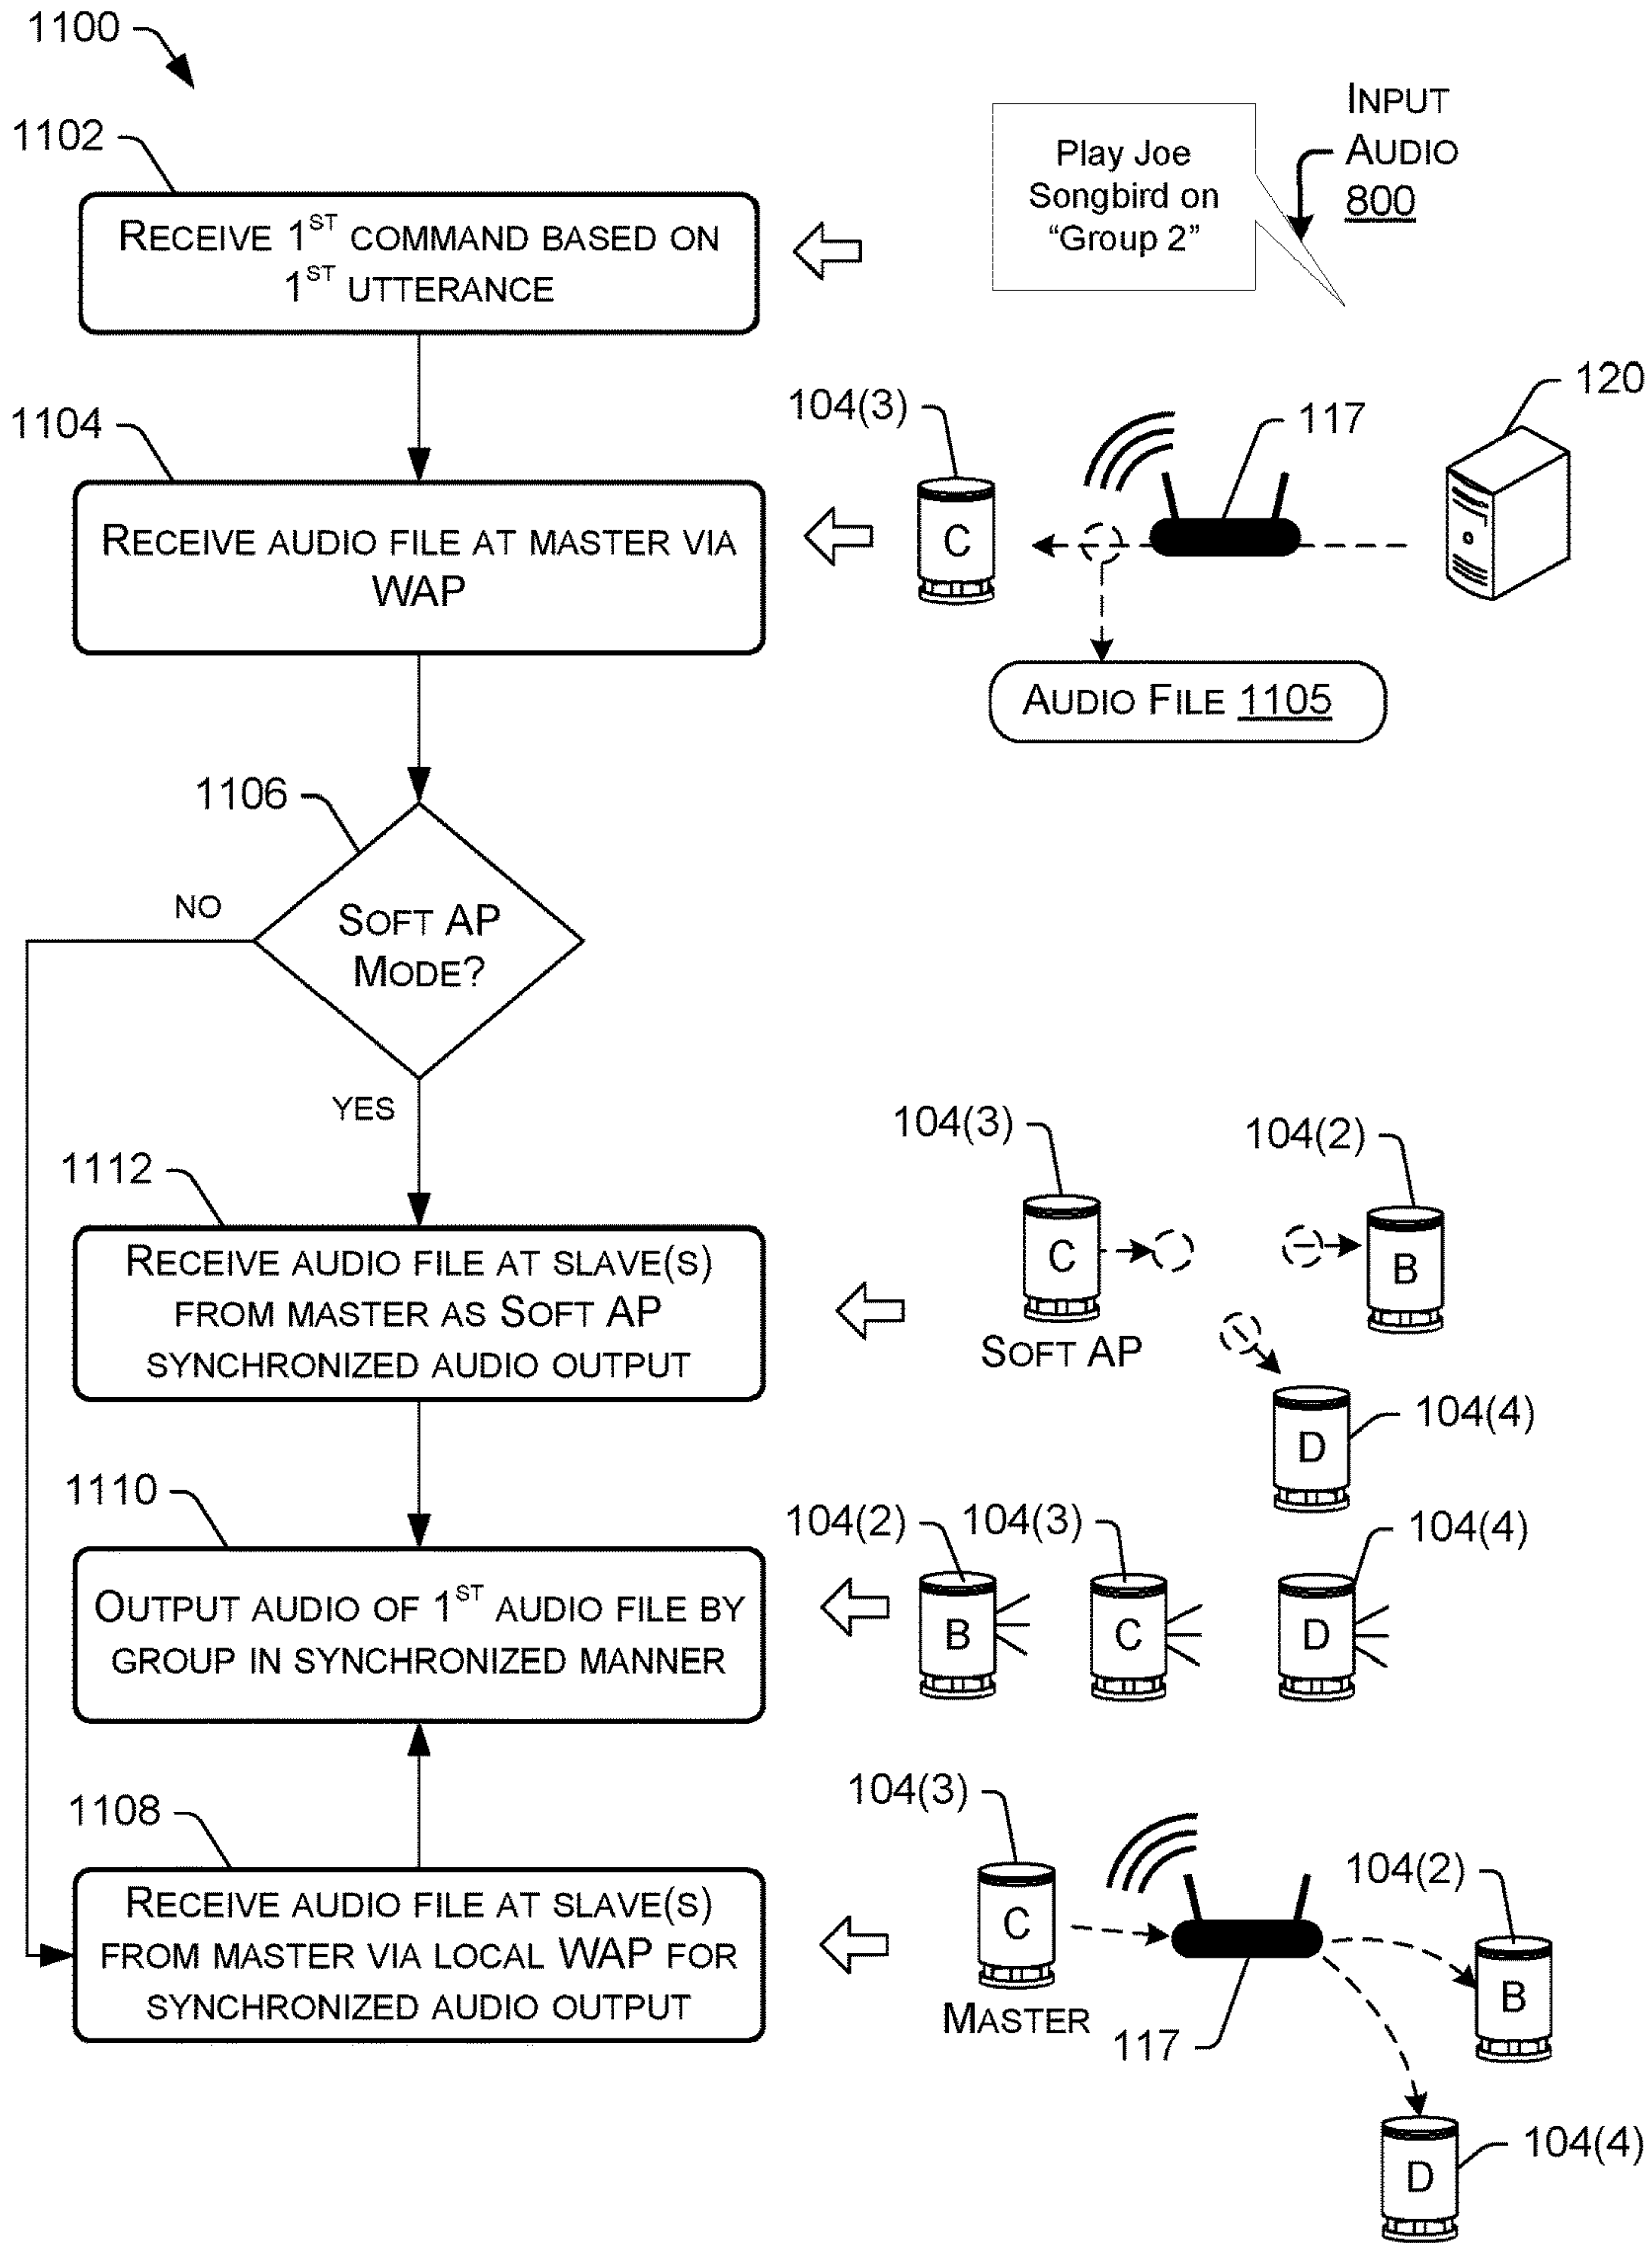 1100
1102
RECEIVE 1ST COMMAND BASED ON
1ST UTTERANCE
Play Joe
Songbird on
“Group 2”
INPUT
AUDIO
800
1104
RECEIVE AUDIO FILE AT MASTER VIA
WAP
104(3)
C
117
120
AUDIO FILE 1105
1106
SOFT AP
MODE?
NO
YES
1112
RECEIVE AUDIO FILE AT SLAVE(S)
FROM MASTER AS SOFT AP
SYNCHRONIZED AUDIO OUTPUT
104(3)
C
SOFT AP
104(2)
B
D
104(4)
1110
OUTPUT AUDIO OF 1ST AUDIO FILE BY
GROUP IN SYNCHRONIZED MANNER
104(2)
104(3)
104(4)
B
C
D
1108
RECEIVE AUDIO FILE AT SLAVE(S)
FROM MASTER VIA LOCAL WAP FOR
SYNCHRONIZED AUDIO OUTPUT
104(3)
C
MASTER
117
104(2)
B
D
104(4)